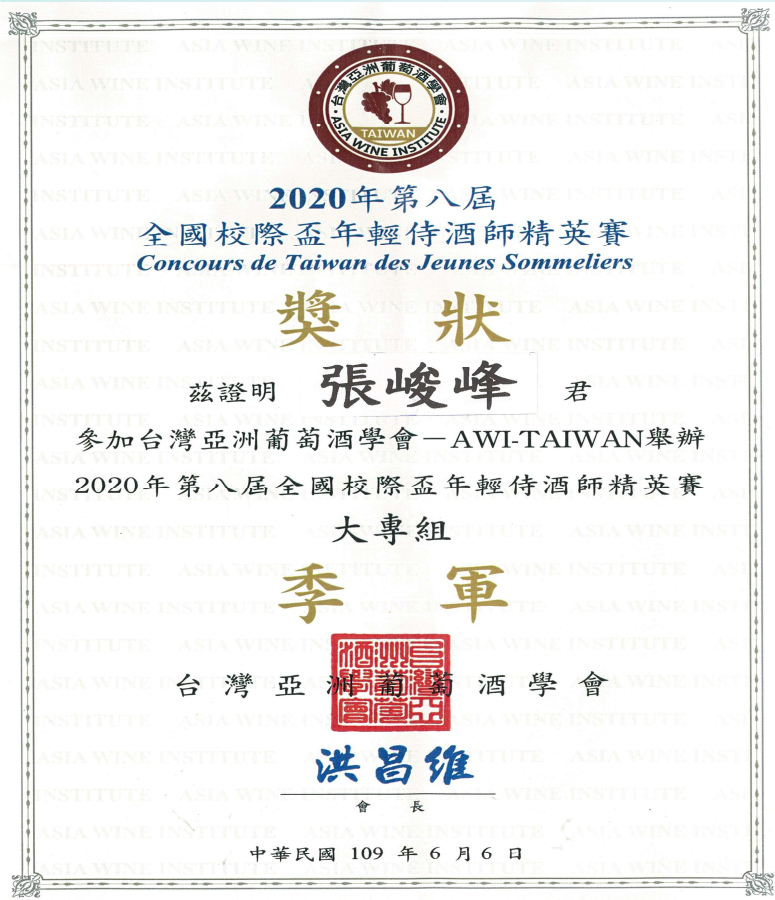 台灣亞洲葡萄酒學會
TAIWAN
ASIA WINE INSTITUTE
2020年第八屆
全國校際盃年輕侍酒師精英賽
Concours de Taiwan des Jeunes Sommeliers
獎 狀
茲證明 張峻峰 君
參加台灣亞洲葡萄酒學會－AWI-TAIWAN舉辦
2020年第八屆全國校際盃年輕侍酒師精英賽
大專組
季 軍
台灣亞洲葡萄酒學會
洪昌維
會 長
中華民國 109 年 6 月 6 日